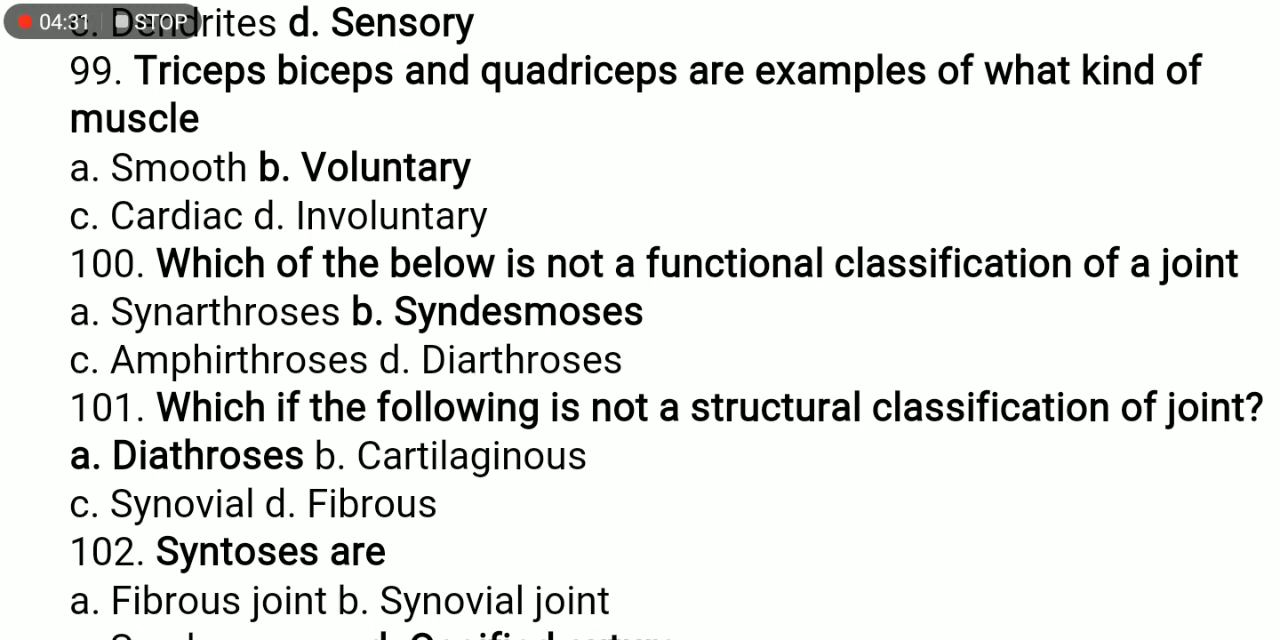 04:31 STOP
c. Dendrites d. Sensory
99. Triceps biceps and quadriceps are examples of what kind of
muscle
a. Smooth b. Voluntary
c. Cardiac d. Involuntary
100. Which of the below is not a functional classification of a joint
a. Synarthroses b. Syndesmoses
c. Amphirthroses d. Diarthroses
101. Which if the following is not a structural classification of joint?
a. Diathroses b. Cartilaginous
c. Synovial d. Fibrous
102. Syntoses are
a. Fibrous joint b. Synovial joint
d. Ossified suture